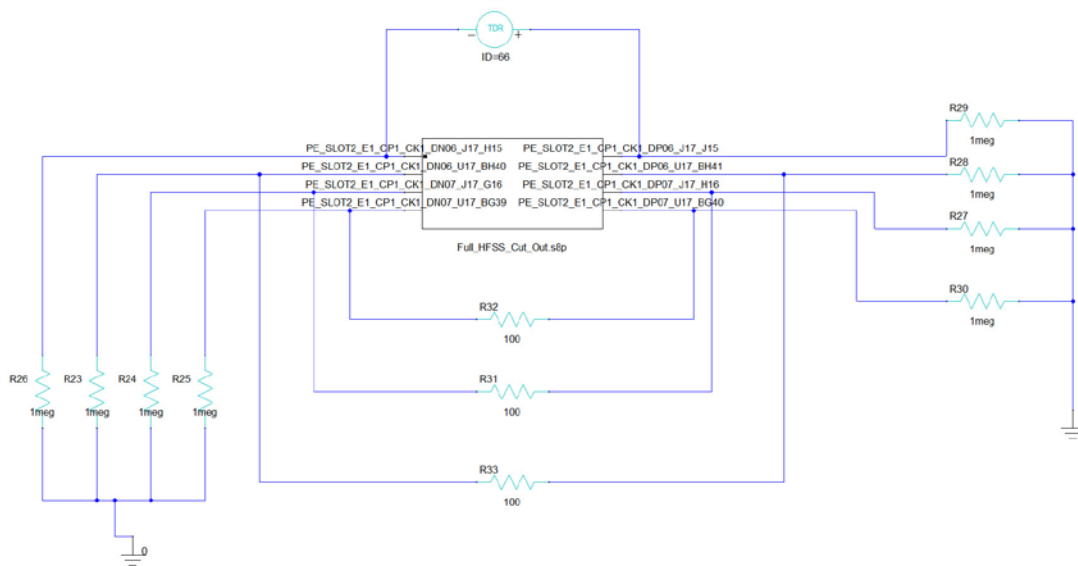 TDR
ID=66
R29
1meg
PE_SLOT2_E1_CP1_CK1_DN06_J17_H15
PE_SLOT2_E1_CP1_CK1_DP06_J17_J15
PE_SLOT2_E1_CP1_CK1_DN06_U17_BH40
PE_SLOT2_E1_CP1_CK1_DP06_U17_BH41
R28
1meg
PE_SLOT2_E1_CP1_CK1_DN07_J17_G16
PE_SLOT2_E1_CP1_CK1_DP07_J17_H16
PE_SLOT2_E1_CP1_CK1_DN07_U17_BG39
PE_SLOT2_E1_CP1_CK1_DP07_U17_BG40
R27
1meg
Full_HFSS_Cut_Out.s8p
R30
1meg
R32
100
R26
1meg
R23
1meg
R24
1meg
R25
1meg
R31
100
R33
100
0